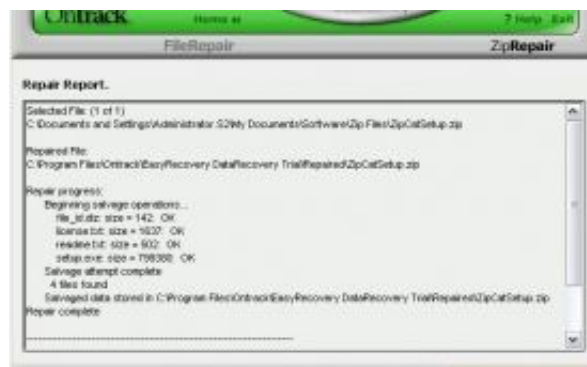 Ontrack
Home
? Help Exit
FileRepair
ZipRepair
Repair Report.
Selected File: (1 of 1)
C:\Documents and Settings\Administrator S2\My Documents\Software\Zip Files\ZipCatSetup.zip
Repaired File:
C:\Program Files\Ontrack\EasyRecovery DataRecovery Trial\Repaired\ZipCatSetup.zip
Repair progress:
Beginning salvage operations...
file_id.diz: size = 142: OK
license.txt: size = 1637: OK
readme.txt: size = 602: OK
setup.exe: size = 798380: OK
Salvage attempt complete
4 files found
Salvaged data stored in C:\Program Files\Ontrack\EasyRecovery DataRecovery Trial\Repaired\ZipCatSetup.zip
Repair complete